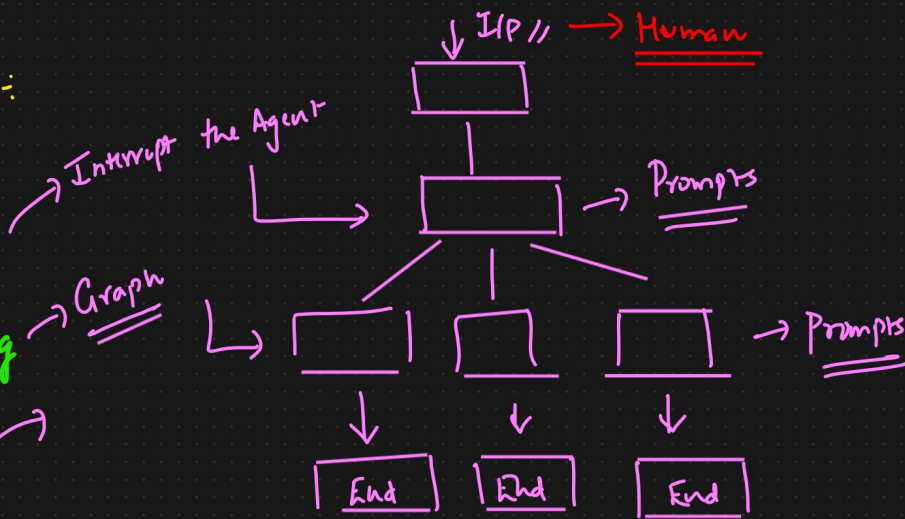 I/P // → Human
Interrupt the Agent
Prompts
Graph
Prompts
g
End
End
End